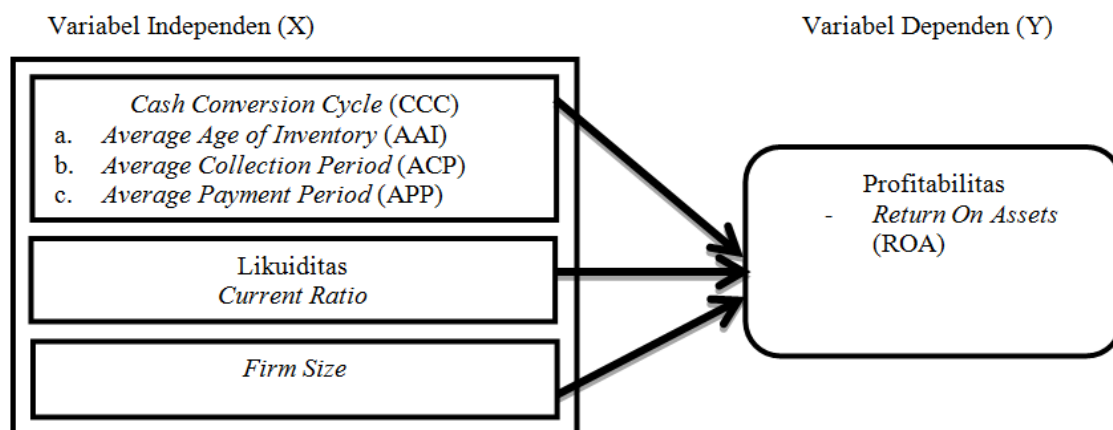 Variabel Independen (X)
Variabel Dependen (Y)
Cash Conversion Cycle (CCC)
a. Average Age of Inventory (AAI)
b. Average Collection Period (ACP)
c. Average Payment Period (APP)
Likuiditas
Current Ratio
Firm Size
Profitabilitas
- Return On Assets
(ROA)